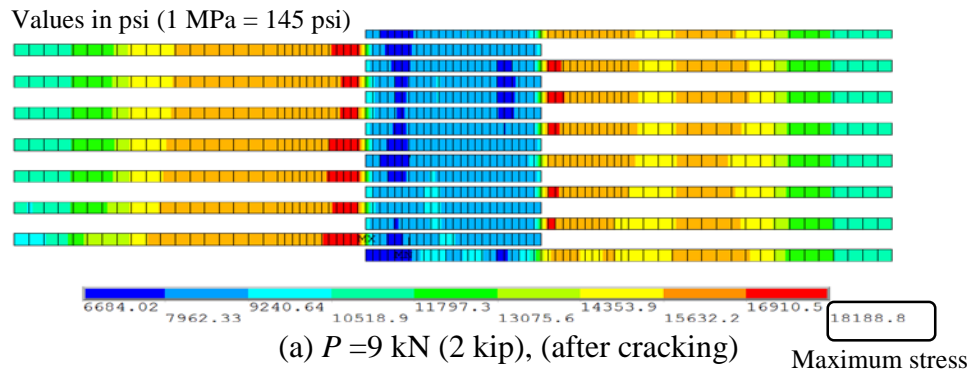 Values in psi (1 MPa = 145 psi)
MX
6684.02 9240.64 11797.3 14353.9 16910.5
7962.33 10518.9 13075.6 15632.2 18188.8
(a) P =9 kN (2 kip), (after cracking)
Maximum stress